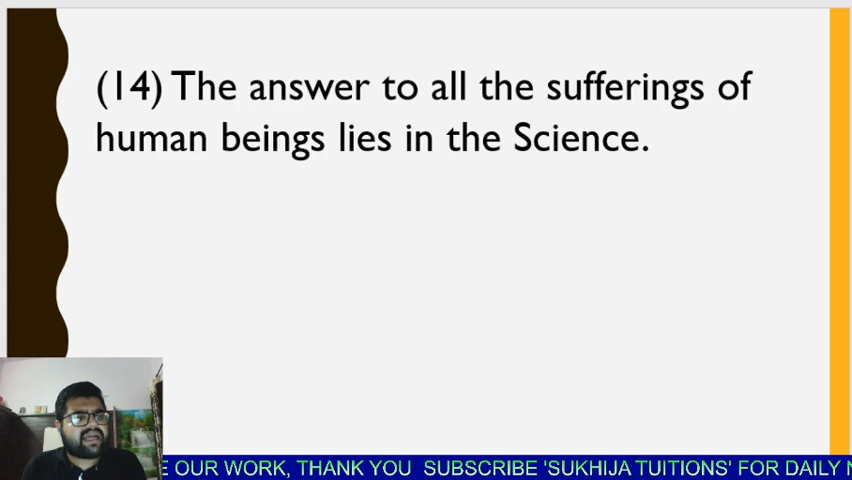 (14) The answer to all the sufferings of
human beings lies in the Science.
OUR WORK, THANK YOU SUBSCRIBE 'SUKHIJA TUITIONS' FOR DAILY